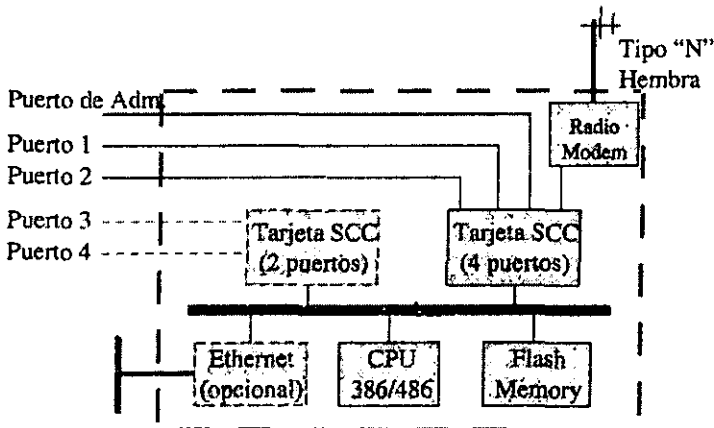 Tipo “N”
Hembra
Puerto de Adm.
Radio
Modem
Puerto 1
Puerto 2
Puerto 3
Puerto 4
Tarjeta SCC
(2 puertos)
Tarjeta SCC
(4 puertos)
Ethernet
(opcional)
CPU
386/486
Flash
Memory